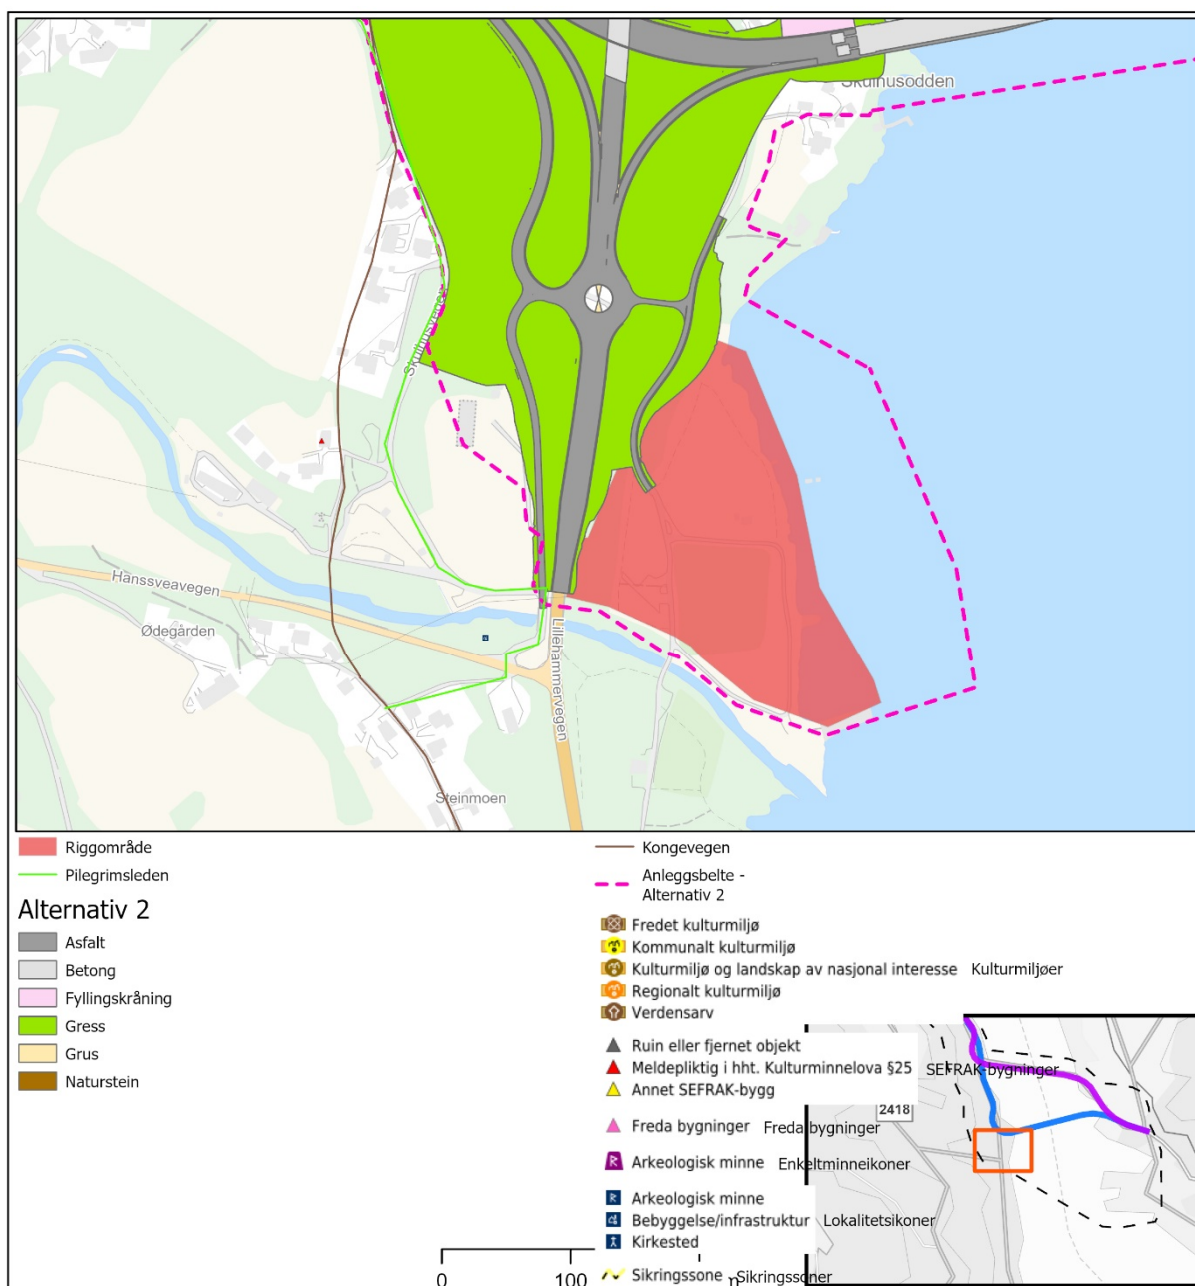 Skulhusodden
Skulhusvegen
Hanssveavegen
Ødegården
Lillehammervegen
Steinmoen
Riggområde
Pilegrimsleden
Alternativ 2
Asfalt
Betong
Fyllingskråning
Gress
Grus
Naturstein
Kongevegen
Anleggsbelte -
Alternativ 2
Fredet kulturmiljø
Kommunalt kulturmiljø
Kulturmiljø og landskap av nasjonal interesse Kulturmiljøer
Regionalt kulturmiljø
Verdensarv
Ruin eller fjernet objekt
Meldepliktig i hht. Kulturminnelova §25 SEFRAK-bygninger
Annet SEFRAK-bygg
Freda bygninger Freda bygninger
Arkeologisk minne Enkeltminneikoner
Arkeologisk minne
Bebyggelse/infrastruktur Lokalitetsikoner
Kirkested
Sikringssone Sikringssoner
0 100
2418